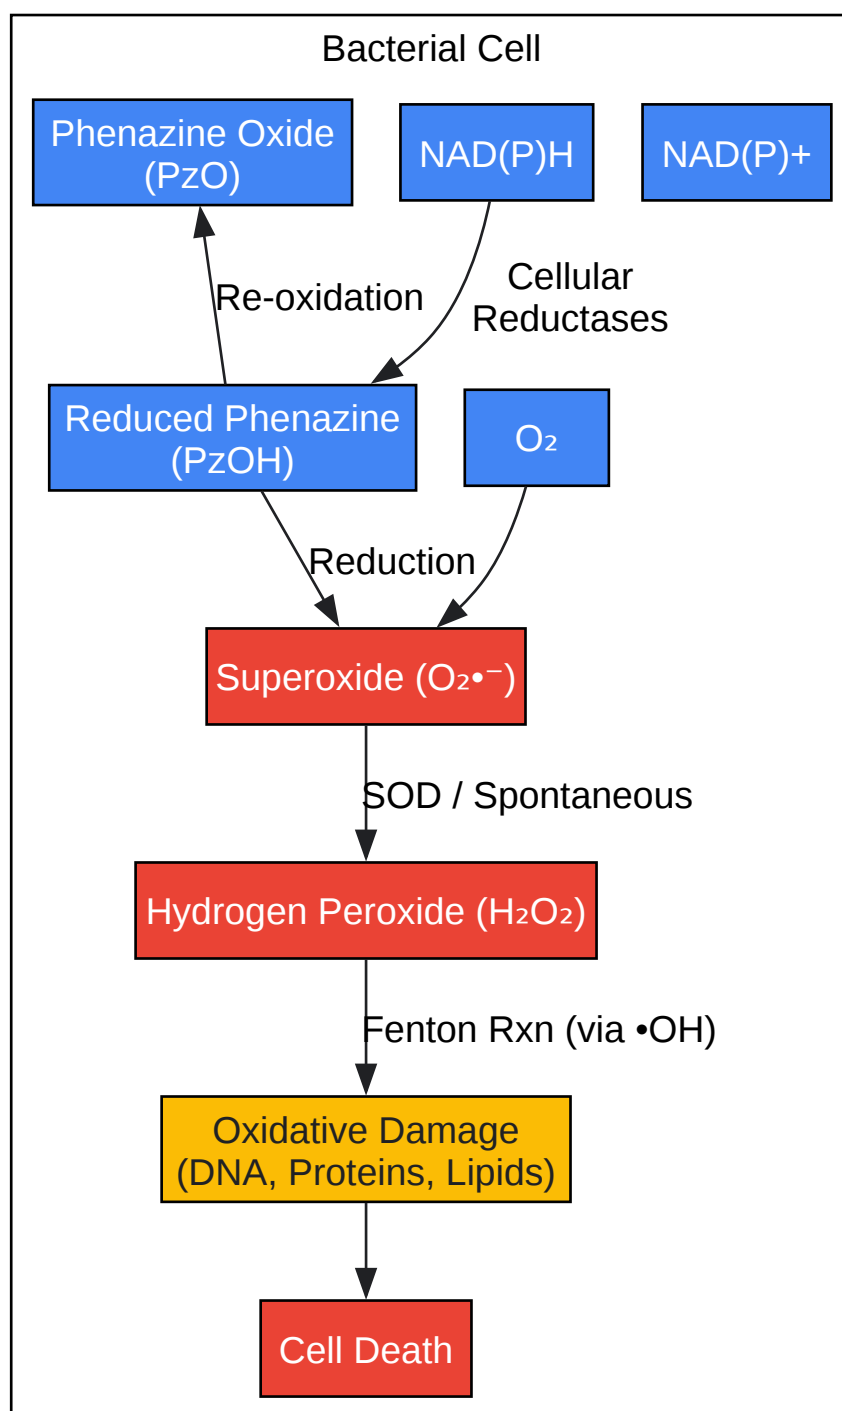 Bacterial Cell
Phenazine Oxide
(PzO)
NAD(P)H
NAD(P)+
Re-oxidation
Cellular
Reductases
Reduced Phenazine
(PzOH)
O₂
Reduction
Superoxide (O₂•⁻)
SOD / Spontaneous
Hydrogen Peroxide (H₂O₂)
Fenton Rxn (via •OH)
Oxidative Damage
(DNA, Proteins, Lipids)
Cell Death